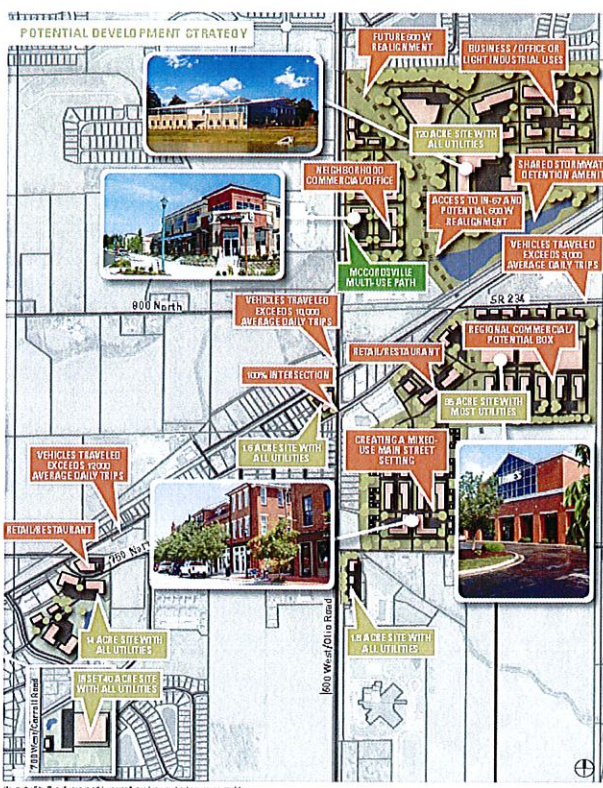 POTENTIAL DEVELOPMENT STRATEGY
FUTURE 600 W
REALIGNMENT
BUSINESS / OFFICE OR
LIGHT INDUSTRIAL USES
120 ACRE SITE WITH
ALL UTILITIES
NEIGHBORHOOD
COMMERCIAL/OFFICE
SHARED STORMWAT
DETENTION AMENIT
ACCESS TO IN-67 AND
POTENTIAL 600 W
REALIGNMENT
MCCORDSVILLE
MULTI-USE PATH
VEHICLES TRAVELED
EXCEEDS 3,000
AVERAGE DAILY TRIPS
800 North
SR 234
VEHICLES TRAVELED
EXCEEDS 10,000
AVERAGE DAILY TRIPS
RETAIL/RESTAURANT
REGIONAL COMMERCIAL/
POTENTIAL BOX
100% INTERSECTION
85 ACRE SITE WITH
MOST UTILITIES
1.6 ACRE SITE WITH
ALL UTILITIES
CREATING A MIXED-
USE MAIN STREET
SETTING
VEHICLES TRAVELED
EXCEEDS 12000
AVERAGE DAILY TRIPS
RETAIL/RESTAURANT
750 Nort
14 ACRE SITE WITH
ALL UTILITIES
1.8 ACRE SITE WITH
ALL UTILITIES
600 West/Olio Road
INSET 40 ACRE SITE
WITH ALL UTILITIES
700 West/Carroll Road